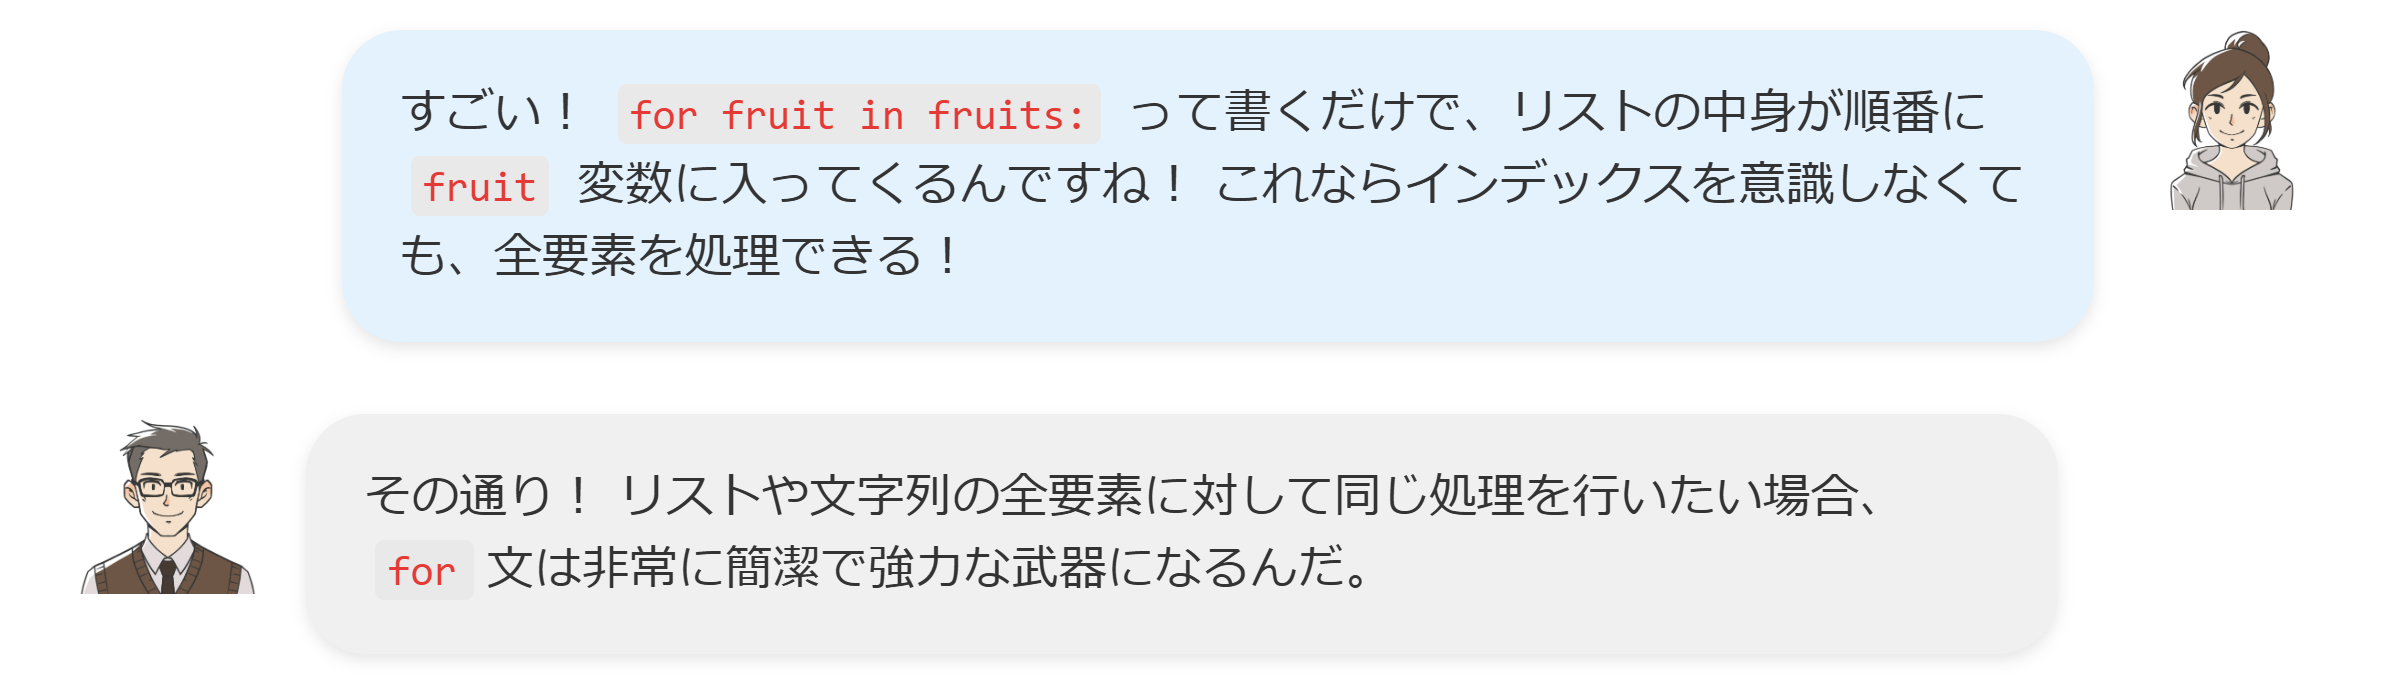 すごい！ for fruit in fruits: って書くだけで、リストの中身が順番に
fruit 変数に入ってくるんですね！ これならインデックスを意識しなくて
も、全要素を処理できる！
その通り！ リストや文字列の全要素に対して同じ処理を行いたい場合、
for 文は非常に簡潔で強力な武器になるんだ。